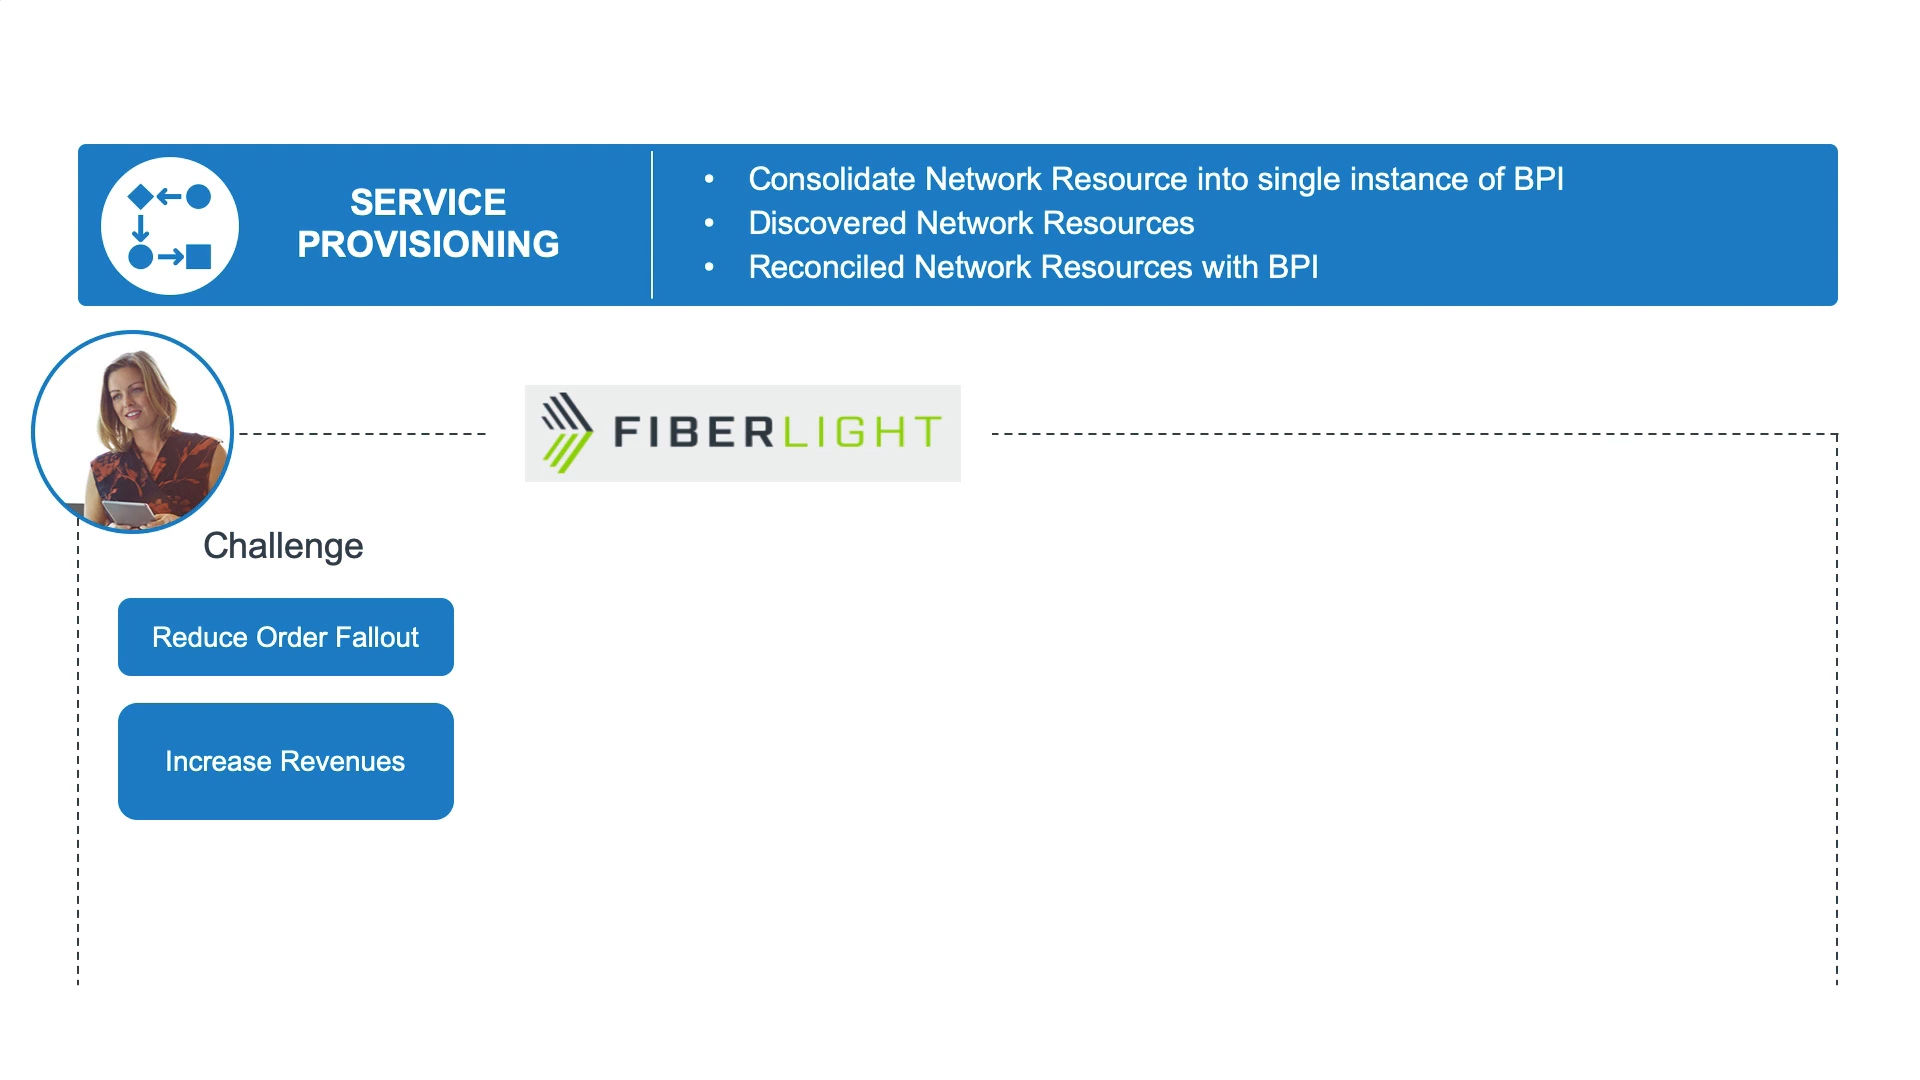 SERVICE
PROVISIONING
• Consolidate Network Resource into single instance of BPI
• Discovered Network Resources
• Reconciled Network Resources with BPI
FIBERLIGHT
Challenge
Reduce Order Fallout
Increase Revenues